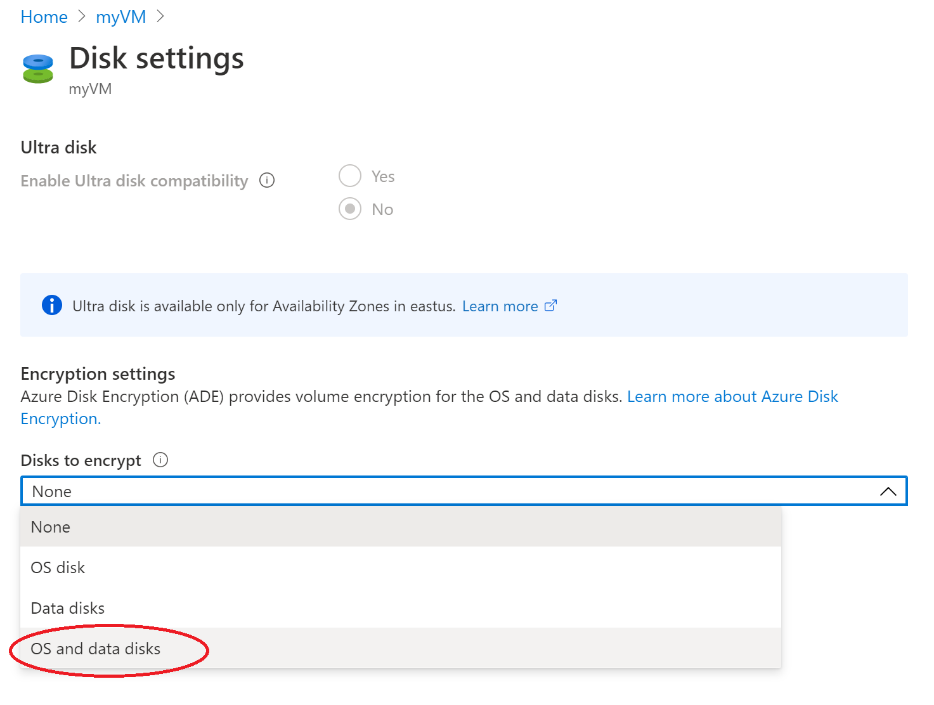 Home > myVM >
Disk settings
myVM
Ultra disk
Enable Ultra disk compatibility
Yes
No
Ultra disk is available only for Availability Zones in eastus. Learn more
Encryption settings
Azure Disk Encryption (ADE) provides volume encryption for the OS and data disks. Learn more about Azure Disk
Encryption.
Disks to encrypt
None
None
OS disk
Data disks
OS and data disks